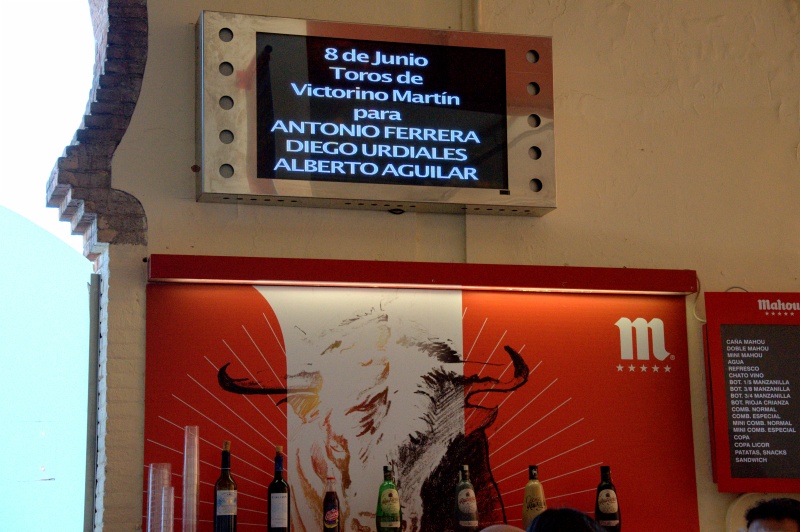 8 de Junio
Toros de
Victorino Martín
para
ANTONIO FERRERA
DIEGO URDIALES
ALBERTO AGUILAR
m
Mahou
CAÑA MAHOU
DOBLE MAHOU
MINI MAHOU
AGUA
REFRESCO
CHATO VINO
BOT. 1/5 MANZANILLA
BOT. 3/8 MANZANILLA
BOT. 3/4 MANZANILLA
BOT. RIOJA CRIANZA
COMB. NORMAL
COMB. ESPECIAL
MINI COMB. NORMAL
MINI COMB. ESPECIAL
COPA
COPA LICOR
PATATAS, SNACKS
SANDWICH